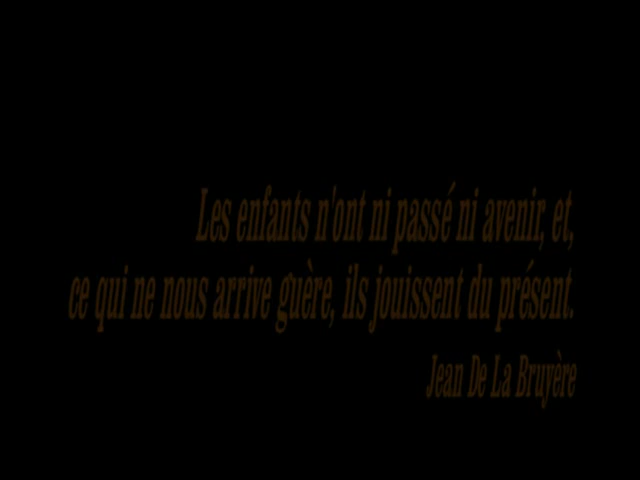 Les enfants n'ont ni passé ni avenir, et,
ce qui ne nous arrive guère, ils jouissent du présent.
Jean De La Bruyère